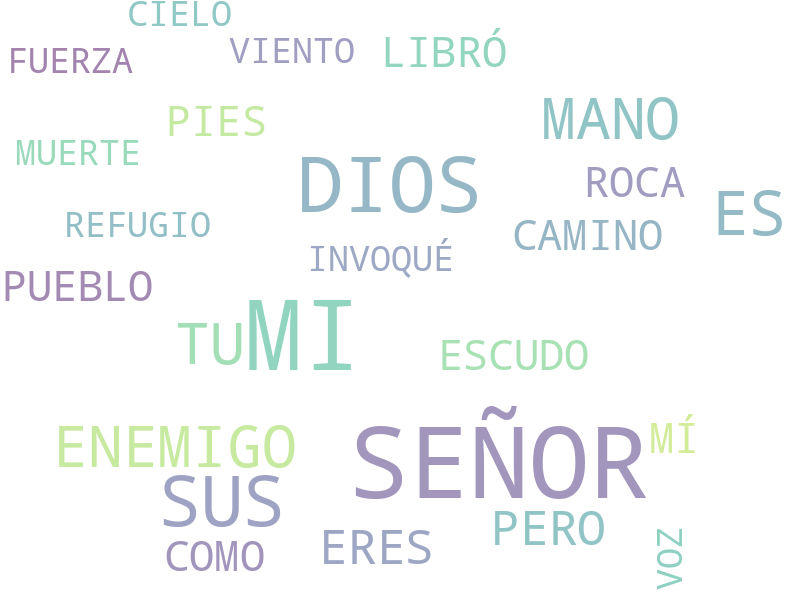 CIELO
FUERZA
VIENTO
LIBRÓ
PIES
MANO
MUERTE
DIOS
ROCA
ES
REFUGIO
CAMINO
INVOQUÉ
PUEBLO
TU
MI
ESCUDO
ENEMIGO
SEÑOR
MÍ
SUS
PERO
COMO
ERES
VOZ